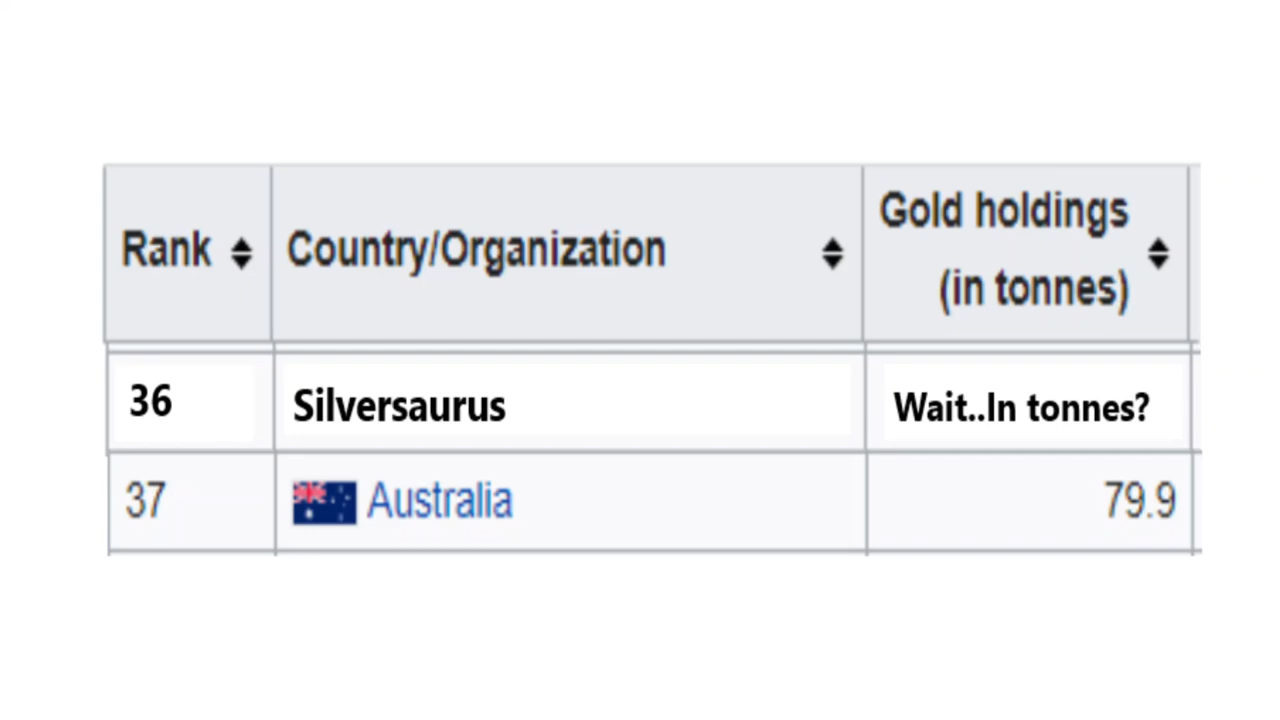 Rank
Country/Organization
Gold holdings
(in tonnes)
36
Silversaurus
Wait..In tonnes?
37
Australia
79.9